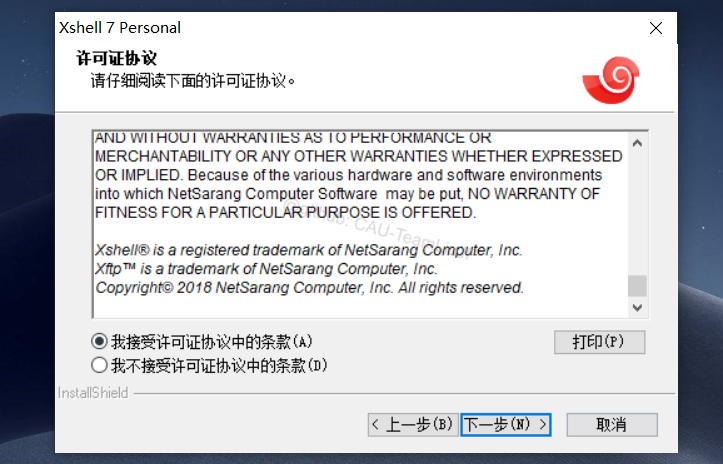 Xshell 7 Personal
许可证协议
请仔细阅读下面的许可证协议。
AND WITHOUT WARRANTIES AS TO PERFORMANCE OR
MERCHANTABILITY OR ANY OTHER WARRANTIES WHETHER EXPRESSED
OR IMPLIED. Because of the various hardware and software environments
into which NetSarang Computer Software may be put, NO WARRANTY OF
FITNESS FOR A PARTICULAR PURPOSE IS OFFERED.
Xshell® is a registered trademark of NetSarang Computer, Inc.
Xftp™ is a trademark of NetSarang Computer, Inc.
Copyright© 2018 NetSarang Computer, Inc. All rights reserved.
我接受许可证协议中的条款(A)
打印(P)
我不接受许可证协议中的条款(D)
InstallShield
< 上一步(B)
下一步(N) >
取消